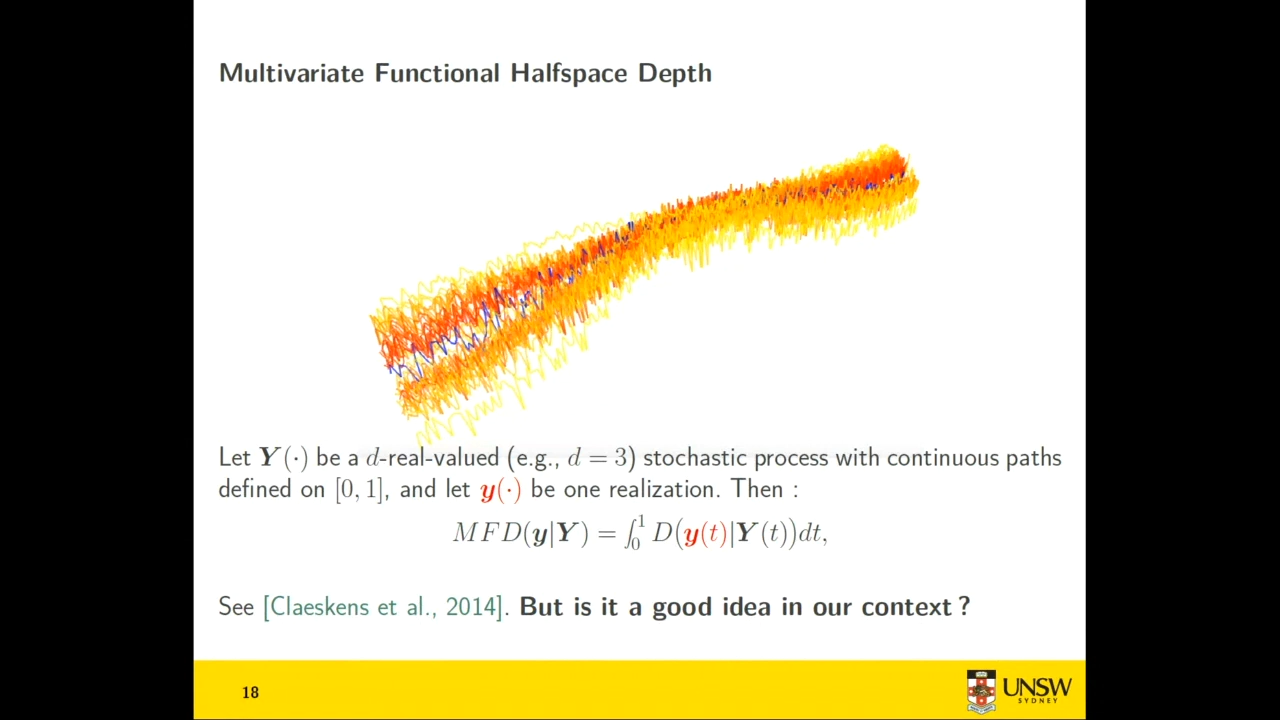 Multivariate Functional Halfspace Depth
Let Y(·) be a d-real-valued (e.g., d = 3) stochastic process with continuous paths
defined on [0, 1], and let y(·) be one realization. Then :
MFD(y|Y) = ∫₀¹ D(y(t)|Y(t))dt,
See [Claeskens et al., 2014]. But is it a good idea in our context ?
18
UNSW
SYDNEY